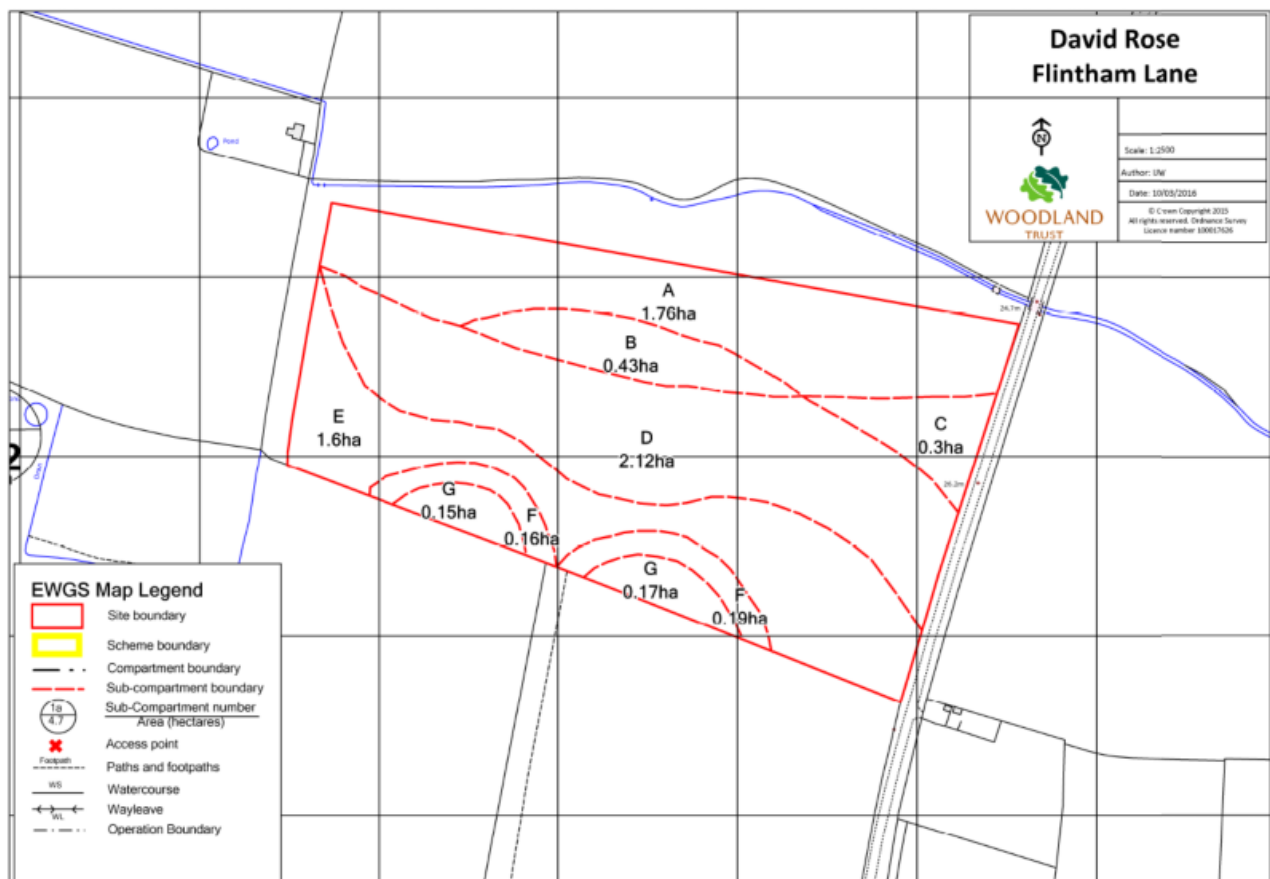 David Rose
Flintham Lane
N
Scale: 1:2500
Author: UW
Date: 10/03/2016
© Crown Copyright 2015
All rights reserved. Ordnance Survey
Licence number 100017626
WOODLAND
TRUST
Pond
A
1.76ha
26.7m
B
0.43ha
E
1.6ha
D
2.12ha
C
0.3ha
2
Drain
26.2m
G
0.15ha
F
0.16ha
G
0.17ha
F
0.19ha
EWGS Map Legend
Site boundary
Scheme boundary
Compartment boundary
Sub-compartment boundary
1a
4.7
Sub-Compartment number
Area (hectares)
Access point
Footpath
Paths and footpaths
WS
Watercourse
WL
Wayleave
Operation Boundary